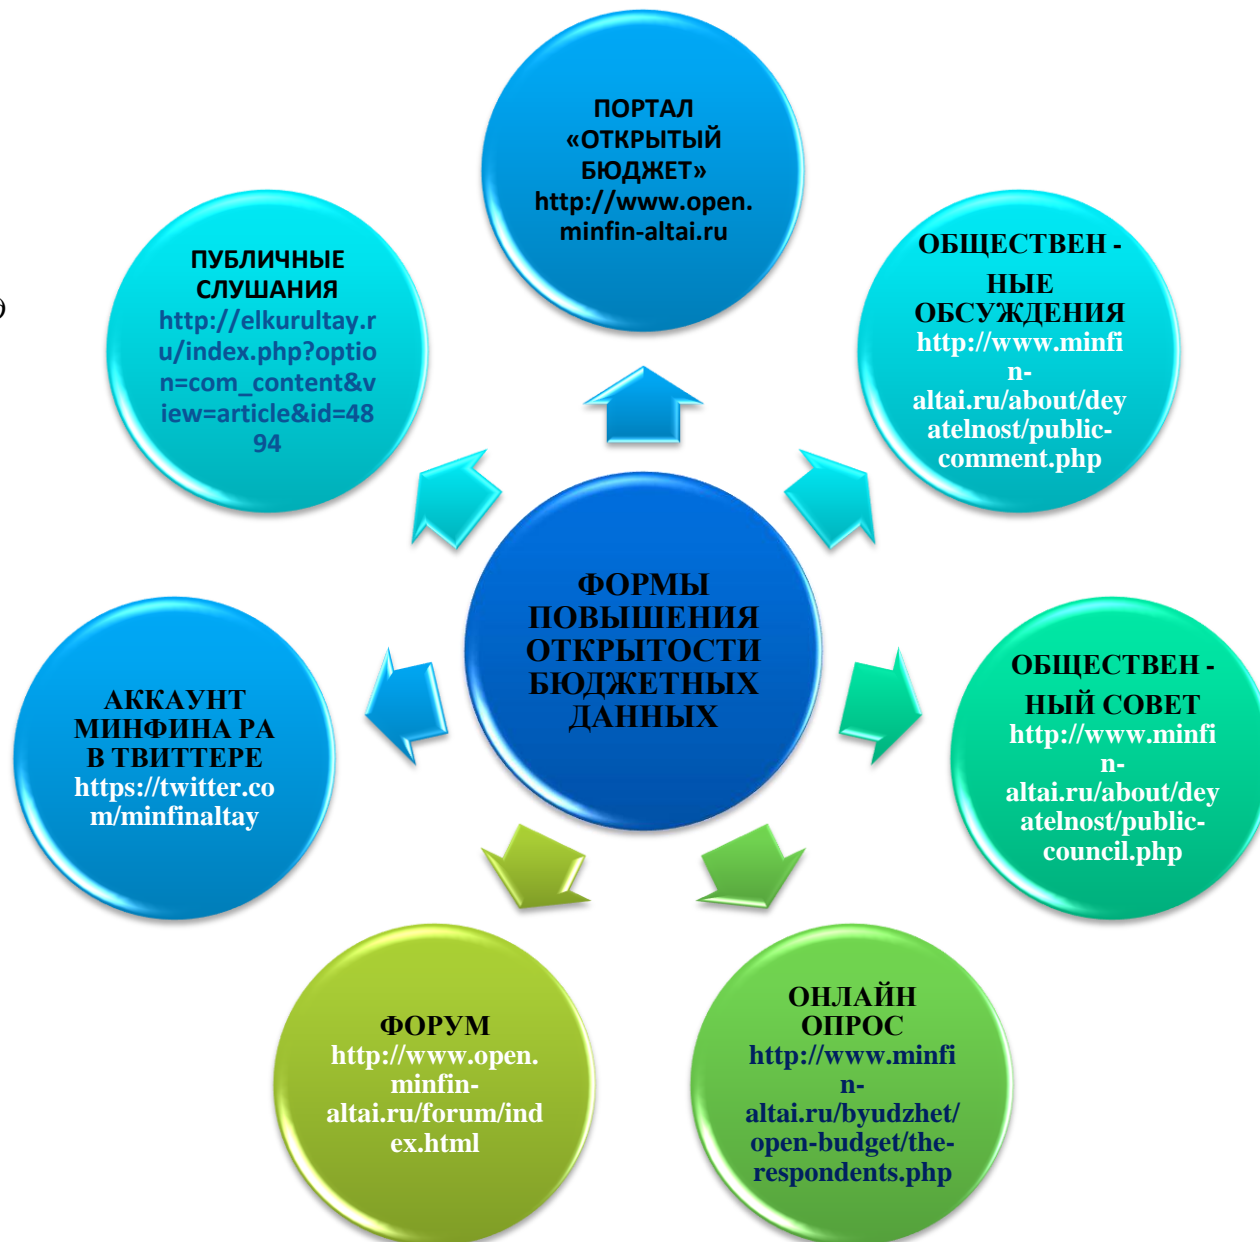 ПОРТАЛ
«ОТКРЫТЫЙ
БЮДЖЕТ»
http://www.open.
minfin-altai.ru
ОБЩЕСТВЕН -
НЫЕ
ОБСУЖДЕНИЯ
http://www.minfi
n-
altai.ru/about/dey
atelnost/public-
comment.php
ОБЩЕСТВЕН -
НЫЙ СОВЕТ
http://www.minfi
n-
altai.ru/about/dey
atelnost/public-
council.php
ОНЛАЙН
ОПРОС
http://www.minfi
n-
altai.ru/byudzhet/
open-budget/the-
respondents.php
ФОРУМ
http://www.open.
minfin-
altai.ru/forum/ind
ex.html
АККАУНТ
МИНФИНА РА
В ТВИТТЕРЕ
https://twitter.co
m/minfinaltay
ПУБЛИЧНЫЕ
СЛУШАНИЯ
http://elkurultay.r
u/index.php?optio
n=com_content&v
iew=article&id=48
94
ФОРМЫ
ПОВЫШЕНИЯ
ОТКРЫТОСТИ
БЮДЖЕТНЫХ
ДАННЫХ